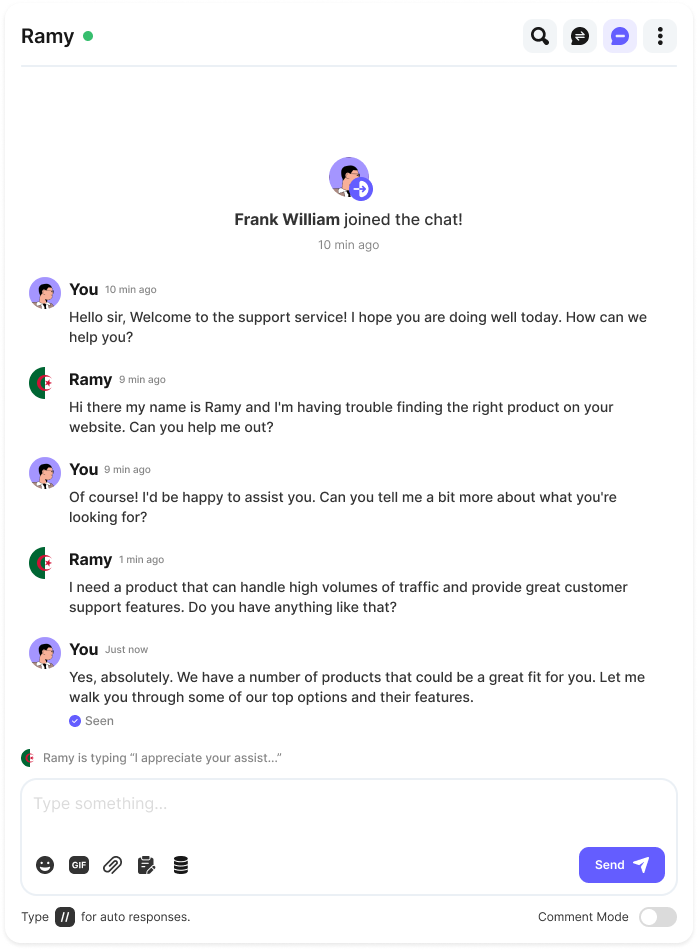 Ramy
Frank William joined the chat!
10 min ago
You 10 min ago
Hello sir, Welcome to the support service! I hope you are doing well today. How can we
help you?
Ramy 9 min ago
Hi there my name is Ramy and I'm having trouble finding the right product on your
website. Can you help me out?
You 9 min ago
Of course! I'd be happy to assist you. Can you tell me a bit more about what you're
looking for?
Ramy 1 min ago
I need a product that can handle high volumes of traffic and provide great customer
support features. Do you have anything like that?
You Just now
Yes, absolutely. We have a number of products that could be a great fit for you. Let me
walk you through some of our top options and their features.
Seen
Ramy is typing “I appreciate your assist...”
Type something...
GIF
Send
Type // for auto responses.
Comment Mode